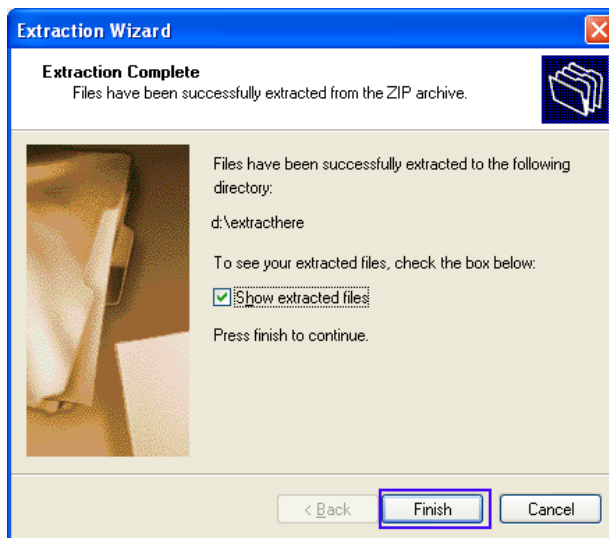 Extraction Wizard
Extraction Complete
Files have been successfully extracted from the ZIP archive.
Files have been successfully extracted to the following
directory:
d:\extracthere
To see your extracted files, check the box below:
Show extracted files
Press finish to continue.
< Back Finish Cancel